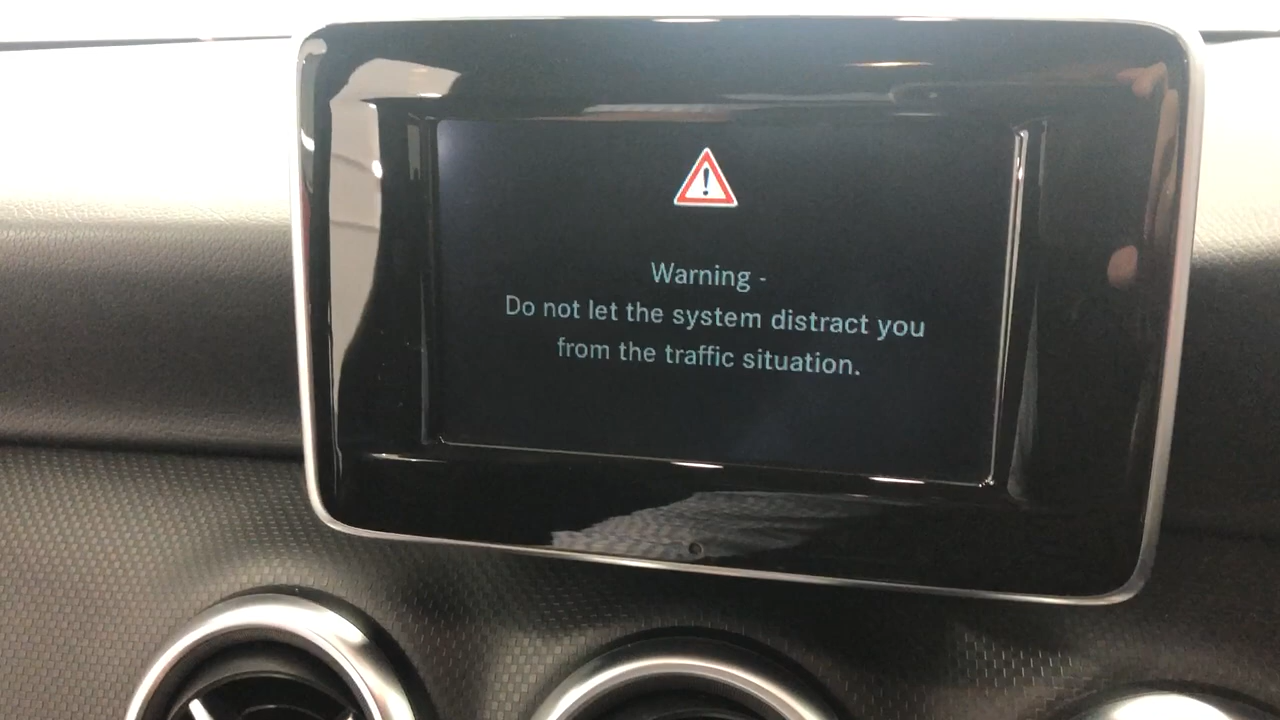 Warning -
Do not let the system distract you
from the traffic situation.